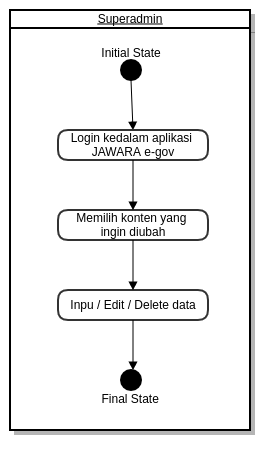 Superadmin
Initial State
Login kedalam aplikasi
JAWARA e-gov
Memilih konten yang
ingin diubah
Inpu / Edit / Delete data
Final State